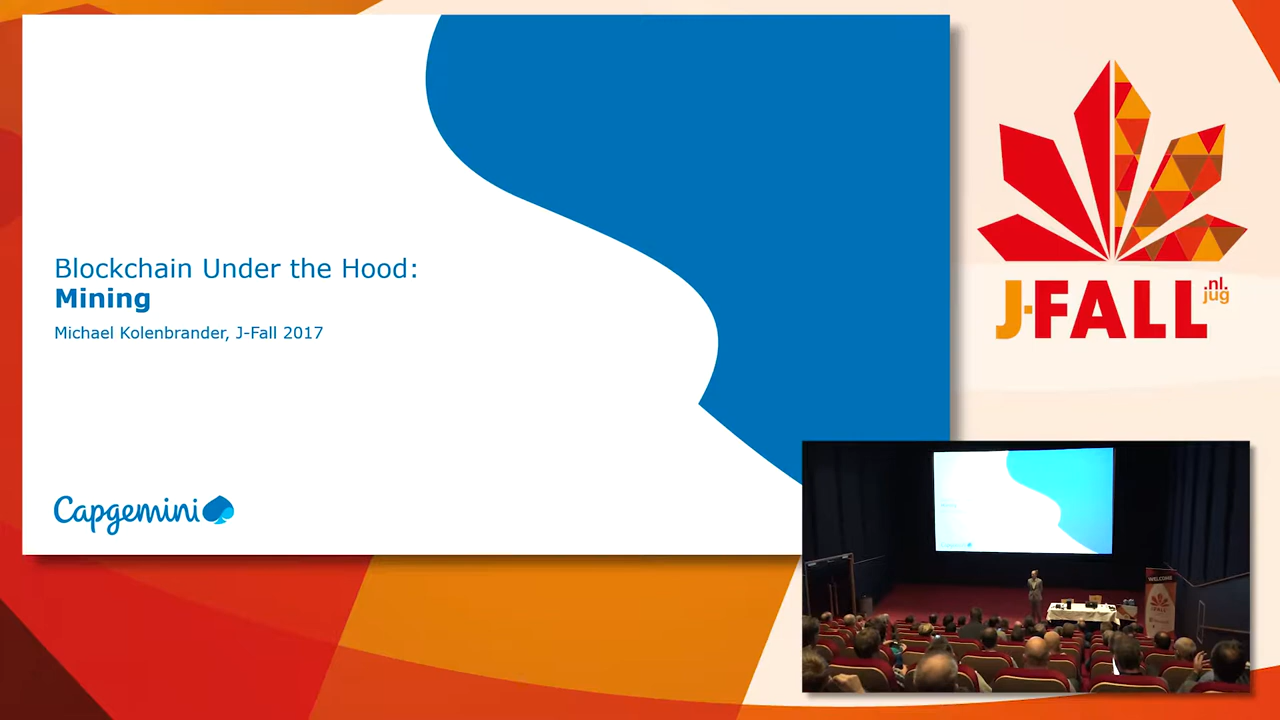 Blockchain Under the Hood:
Mining
Michael Kolenbrander, J-Fall 2017
Capgemini
J-FALL
.nl.
jug
WELCOME